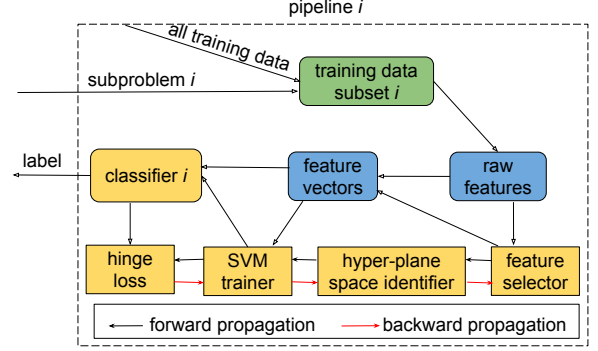 pipeline i
all training data
subproblem i
training data
subset i
label
classifier i
feature
vectors
raw
features
hinge
loss
SVM
trainer
hyper-plane
space identifier
feature
selector
forward propagation
backward propagation